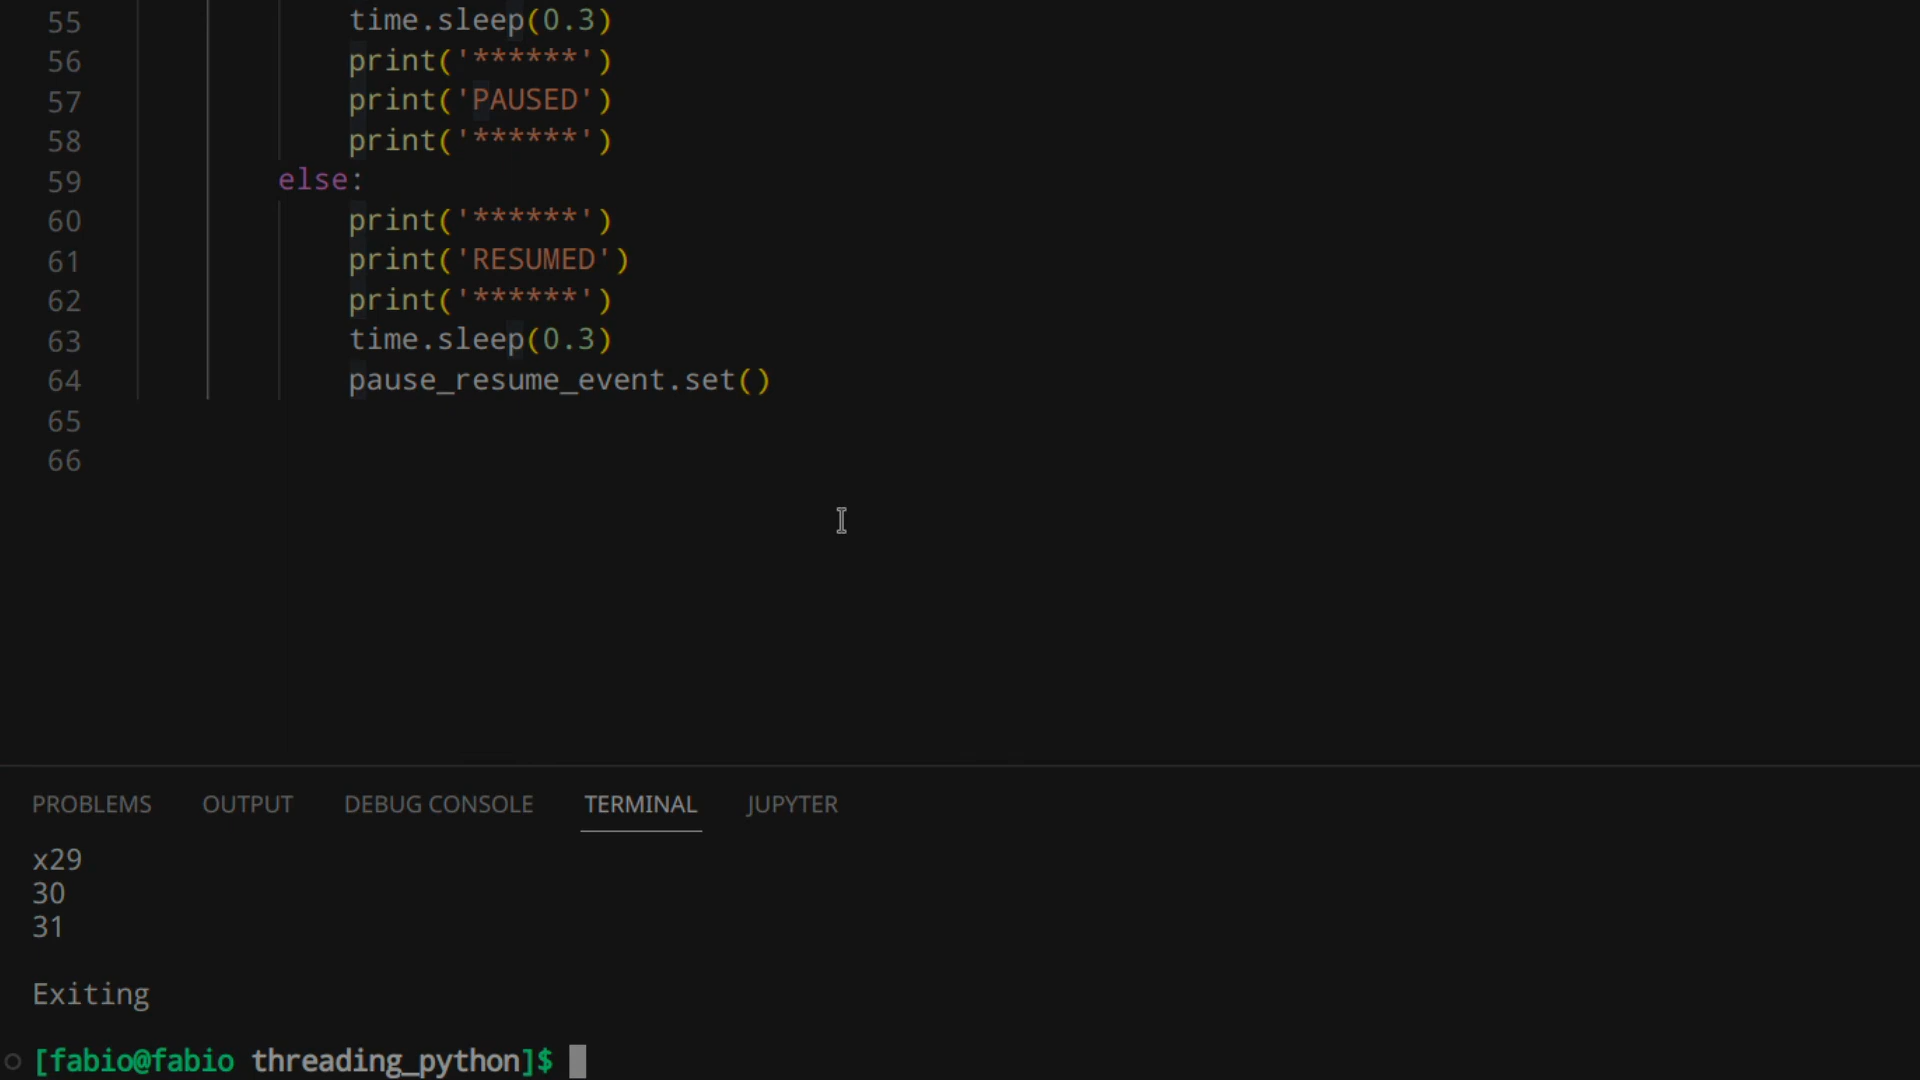 55 time.sleep(0.3)
56 print('******')
57 print('PAUSED')
58 print('******')
59 else:
60 print('******')
61 print('RESUMED')
62 print('******')
63 time.sleep(0.3)
64 pause_resume_event.set()
65
66
PROBLEMS OUTPUT DEBUG CONSOLE TERMINAL JUPYTER
x29
30
31
Exiting
[fabio@fabio threading_python]$